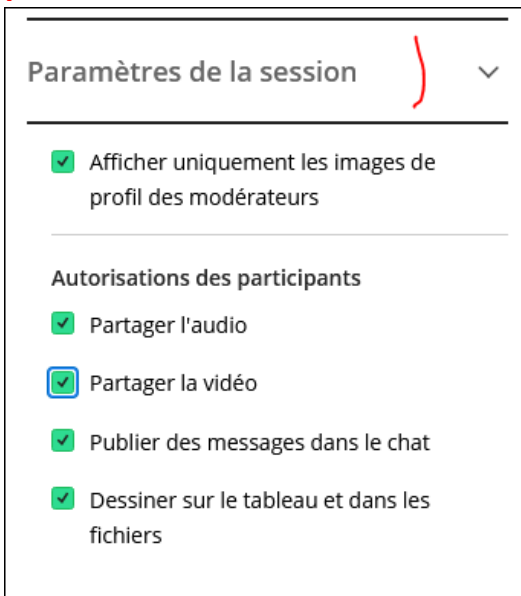 Paramètres de la session
Afficher uniquement les images de
profil des modérateurs
Autorisations des participants
Partager l'audio
Partager la vidéo
Publier des messages dans le chat
Dessiner sur le tableau et dans les
fichiers